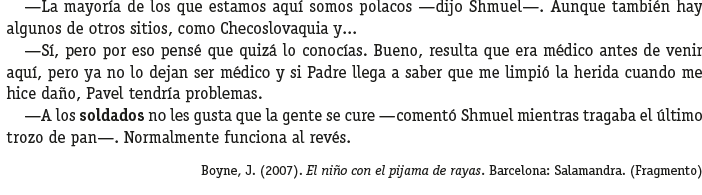 —La mayoría de los que estamos aquí somos polacos —dijo Shmuel—. Aunque también hay
algunos de otros sitios, como Checoslovaquia y...
—Sí, pero por eso pensé que quizá lo conocías. Bueno, resulta que era médico antes de venir
aquí, pero ya no lo dejan ser médico y si Padre llega a saber que me limpió la herida cuando me
hice daño, Pavel tendría problemas.
—A los soldados no les gusta que la gente se cure —comentó Shmuel mientras tragaba el último
trozo de pan—. Normalmente funciona al revés.
Boyne, J. (2007). El niño con el pijama de rayas. Barcelona: Salamandra. (Fragmento)